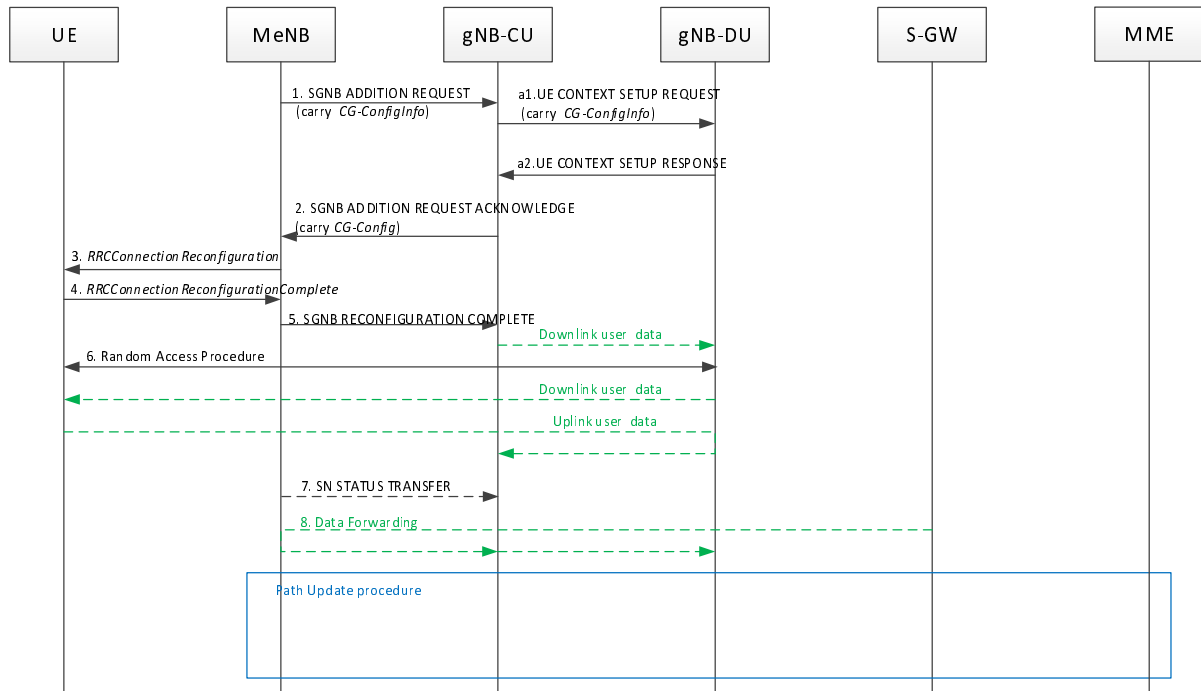 UE
MeNB
gNB-CU
gNB-DU
S-GW
MME
1. SGNB ADDITION REQUEST
(carry CG-ConfigInfo)
a1.UE CONTEXT SETUP REQUEST
(carry CG-ConfigInfo)
a2.UE CONTEXT SETUP RESPONSE
2. SGNB ADDITION REQUEST ACKNOWLEDGE
(carry CG-Config)
3. RRCConnectionReconfiguration
4. RRCConnectionReconfigurationComplete
5. SGNB RECONFIGURATION COMPLETE
Downlink user data
6. Random Access Procedure
Downlink user data
Uplink user data
7. SN STATUS TRANSFER
8. Data Forwarding
Path Update procedure